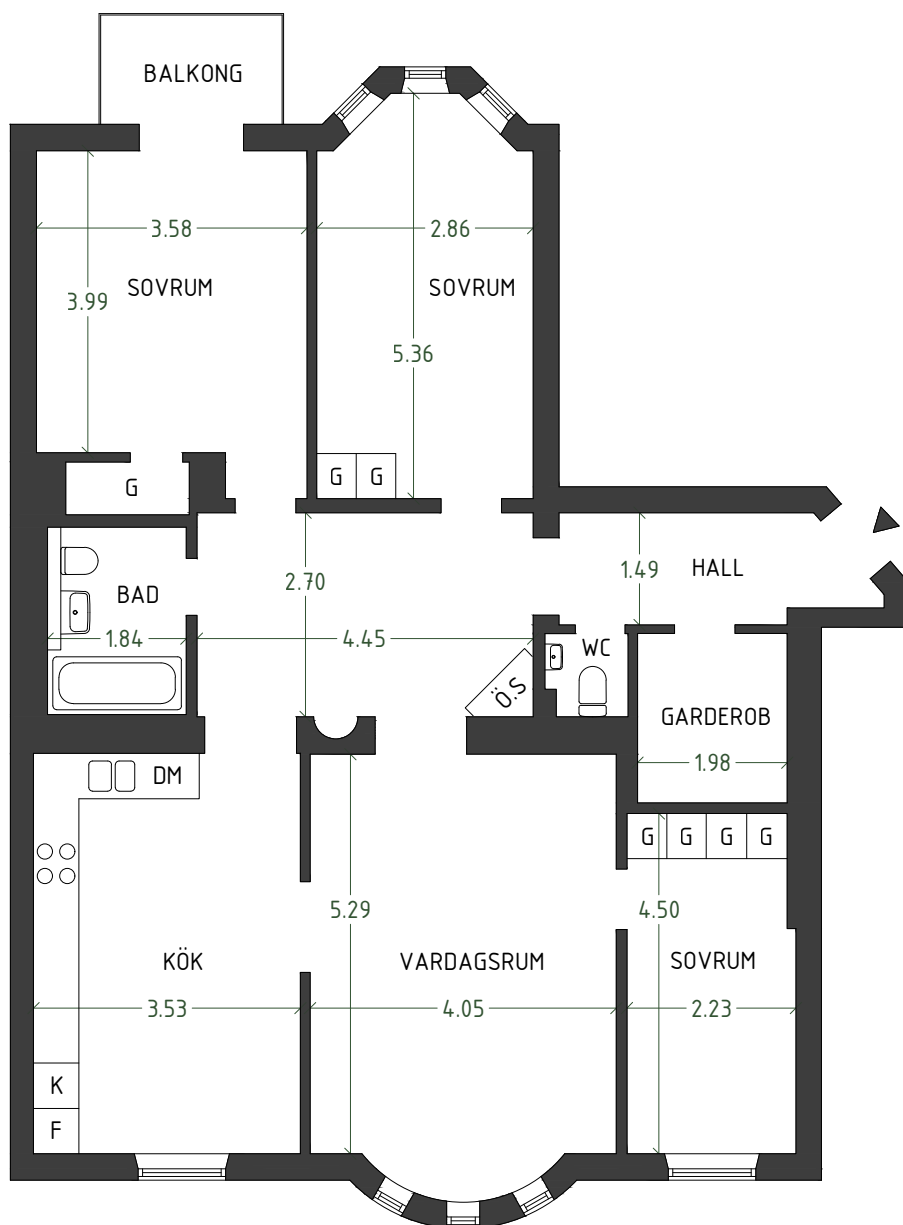 BALKONG
3.58
2.86
SOVRUM
SOVRUM
3.99
5.36
G
G
G
HALL
1.49
2.70
BAD
1.84
4.45
WC
Ö.S
GARDEROB
1.98
DM
G
G
G
G
5.29
4.50
KÖK
VARDAGSRUM
SOVRUM
3.53
4.05
2.23
K
F